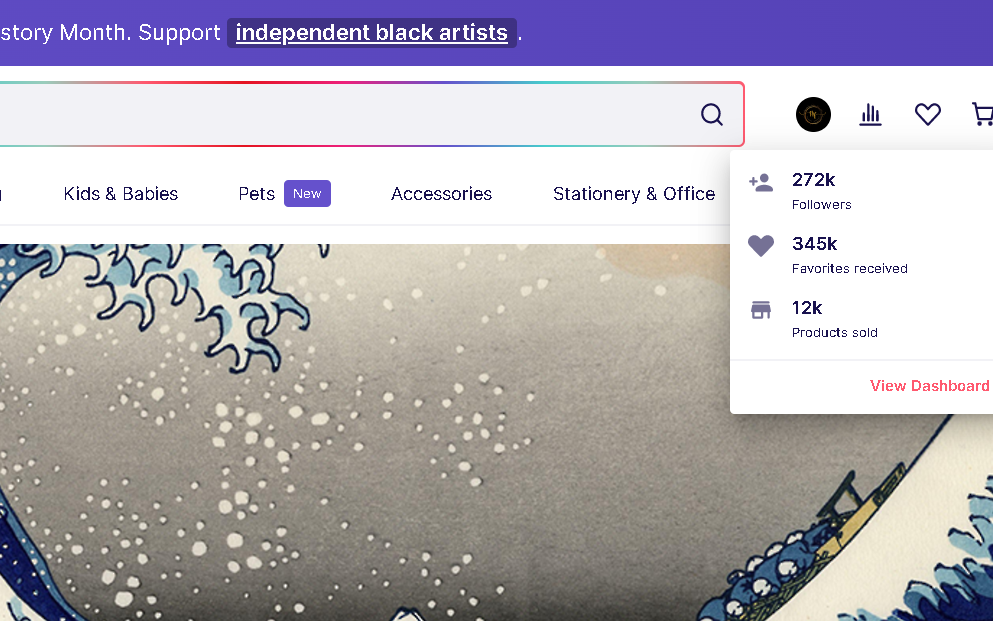 story Month. Support independent black artists.
Kids & Babies
Pets New
Accessories
Stationery & Office
272k
Followers
345k
Favorites received
12k
Products sold
View Dashboard